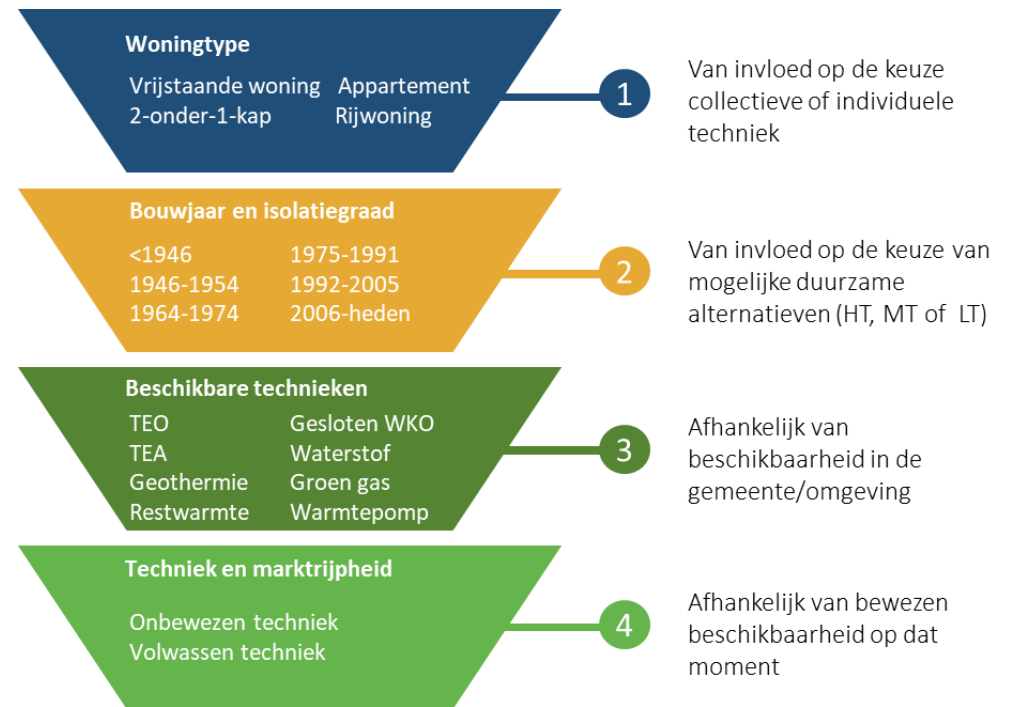 Woningtype
Vrijstaande woning Appartement
2-onder-1-kap Rijwoning
1
Van invloed op de keuze
collectieve of individuele
techniek
Bouwjaar en isolatiegraad
<1946 1975-1991
1946-1954 1992-2005
1964-1974 2006-heden
2
Van invloed op de keuze van
mogelijke duurzame
alternatieven (HT, MT of LT)
Beschikbare technieken
TEO Gesloten WKO
TEA Waterstof
Geothermie Groen gas
Restwarmte Warmtepomp
3
Afhankelijk van
beschikbaarheid in de
gemeente/omgeving
Techniek en marktrijpheid
Onbewezen techniek
Volwassen techniek
4
Afhankelijk van bewezen
beschikbaarheid op dat
moment